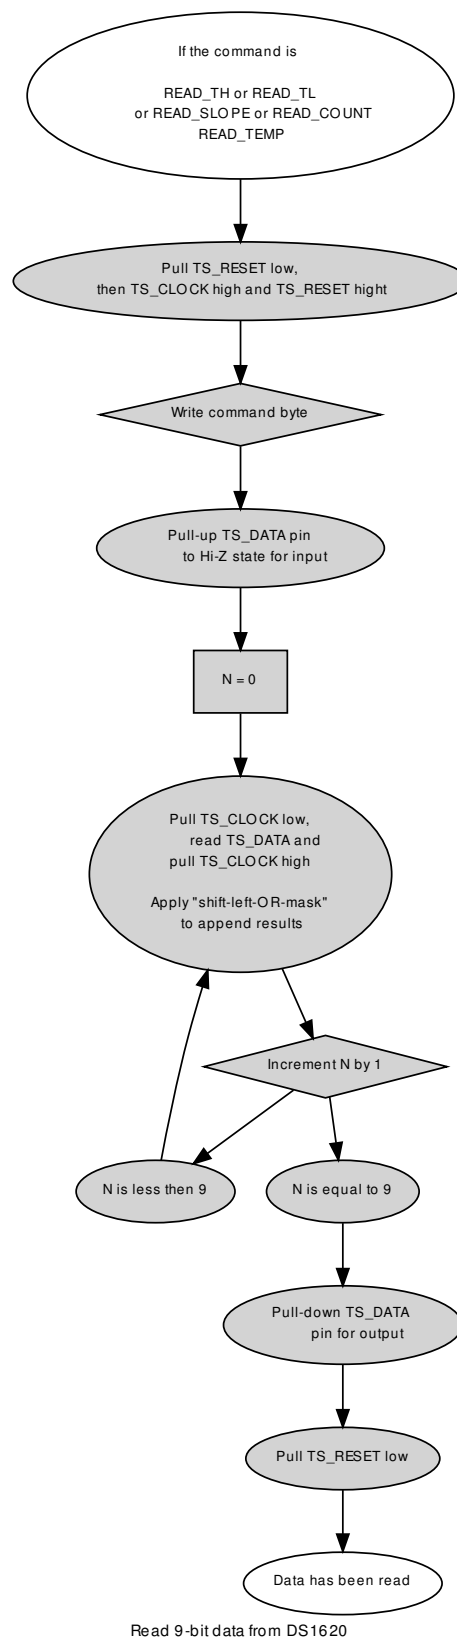 If the command is
READ_TH or READ_TL
or READ_SLOPE or READ_COUNT
READ_TEMP
Pull TS_RESET low,
then TS_CLOCK high and TS_RESET hight
Write command byte
Pull-up TS_DATA pin
to Hi-Z state for input
N = 0
Pull TS_CLOCK low,
read TS_DATA and
pull TS_CLOCK high
Apply "shift-left-OR-mask"
to append results
Increment N by 1
N is less then 9
N is equal to 9
Pull-down TS_DATA
pin for output
Pull TS_RESET low
Data has been read
Read 9-bit data from DS1620